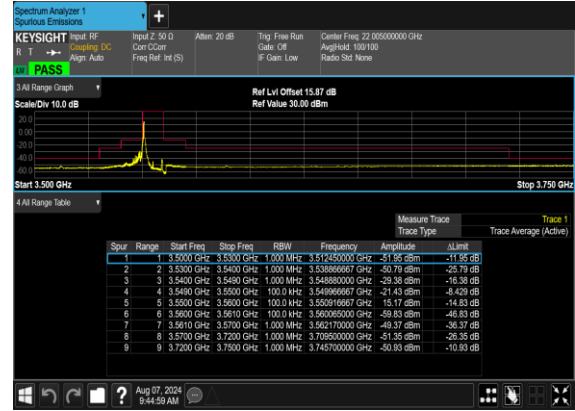 Spectrum Analyzer 1
Spurious Emissions
+
KEYSIGHT Input: RF Input Z: 50 Ω Atten: 20 dB Trig: Free Run Center Freq: 22.005000000 GHz
R T Coupling: DC Corr CCorr Gate: Off Avg|Hold: 100/100
Align: Auto Freq Ref: Int (S) IF Gain: Low Radio Std: None
PASS
3 All Range Graph Ref Lvl Offset 15.87 dB
Scale/Div 10.0 dB Ref Value 30.00 dBm
20.0
0.00
-20.0
-40.0
-60.0
Start 3.500 GHz Stop 3.750 GHz
4 All Range Table
Measure Trace Trace 1
Trace Type Trace Average (Active)
Spur Range Start Freq Stop Freq RBW Frequency Amplitude ΔLimit
1 1 3.5000 GHz 3.5300 GHz 1.000 MHz 3.512450000 GHz -51.95 dBm -11.95 dB
2 2 3.5300 GHz 3.5400 GHz 1.000 MHz 3.538866667 GHz -50.79 dBm -25.79 dB
3 3 3.5400 GHz 3.5490 GHz 1.000 MHz 3.548880000 GHz -29.38 dBm -16.38 dB
4 4 3.5490 GHz 3.5500 GHz 100.0 kHz 3.549966667 GHz -21.43 dBm -8.429 dB
5 5 3.5500 GHz 3.5600 GHz 100.0 kHz 3.550916667 GHz 15.17 dBm -14.83 dB
6 6 3.5600 GHz 3.5610 GHz 100.0 kHz 3.560065000 GHz -59.83 dBm -46.83 dB
7 7 3.5610 GHz 3.5700 GHz 1.000 MHz 3.562170000 GHz -49.37 dBm -36.37 dB
8 8 3.5700 GHz 3.7200 GHz 1.000 MHz 3.709500000 GHz -51.35 dBm -26.35 dB
9 9 3.7200 GHz 3.7500 GHz 1.000 MHz 3.745700000 GHz -50.93 dBm -10.93 dB
? Aug 07, 2024
9:44:59 AM